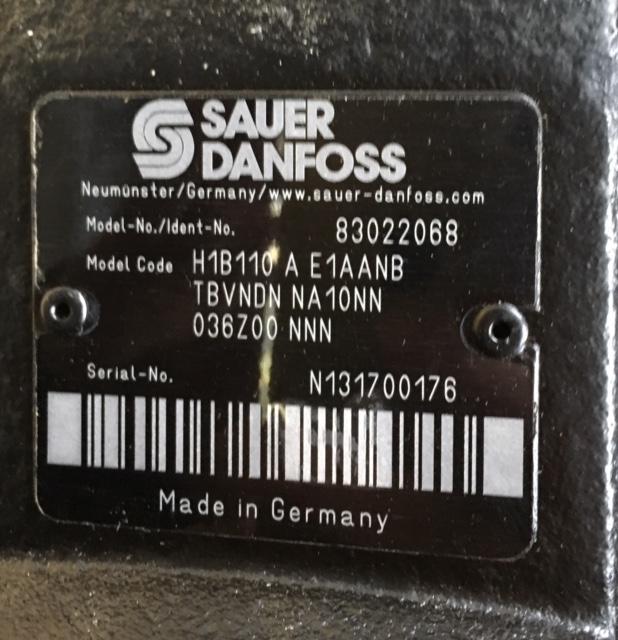 SAUER
DANFOSS
Neumünster/Germany/www.sauer-danfoss.com
Model-No./Ident-No. 83022068
Model Code H1B110 A E1AANB
TBVNDN NA10NN
036Z00 NNN
Serial-No. N131700176
Made in Germany